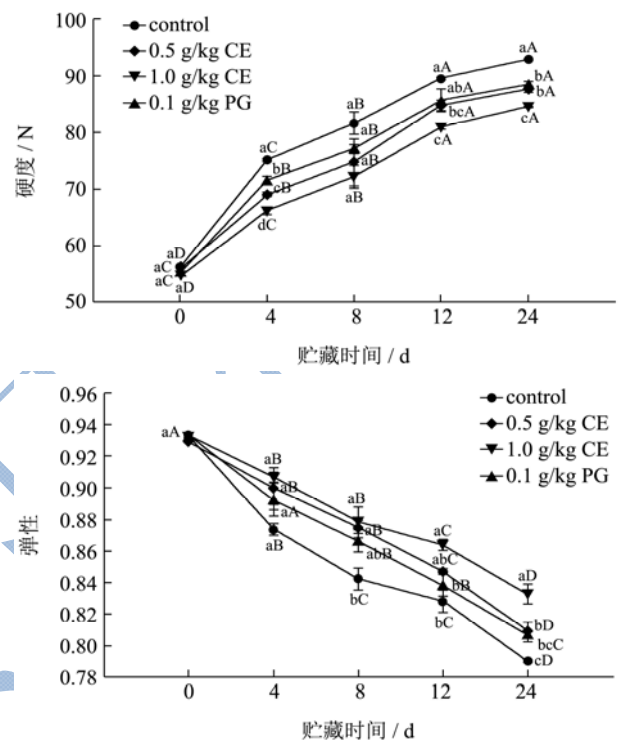 100
90
80
70
60
50
硬度 / N
control
0.5 g/kg CE
1.0 g/kg CE
0.1 g/kg PG
aD
aC
aC
aD
aC
bB
cB
dC
aB
aB
aB
aB
aA
abA
bcA
cA
aA
bA
bA
cA
0 4 8 12 24
贮藏时间 / d
0.96
0.94
0.92
0.90
0.88
0.86
0.84
0.82
0.80
0.78
弹性
control
0.5 g/kg CE
1.0 g/kg CE
0.1 g/kg PG
aA
aB
aB
aA
aB
aB
aB
abB
bC
aC
abC
bB
bC
aD
bD
bcC
cD
0 4 8 12 24
贮藏时间 / d